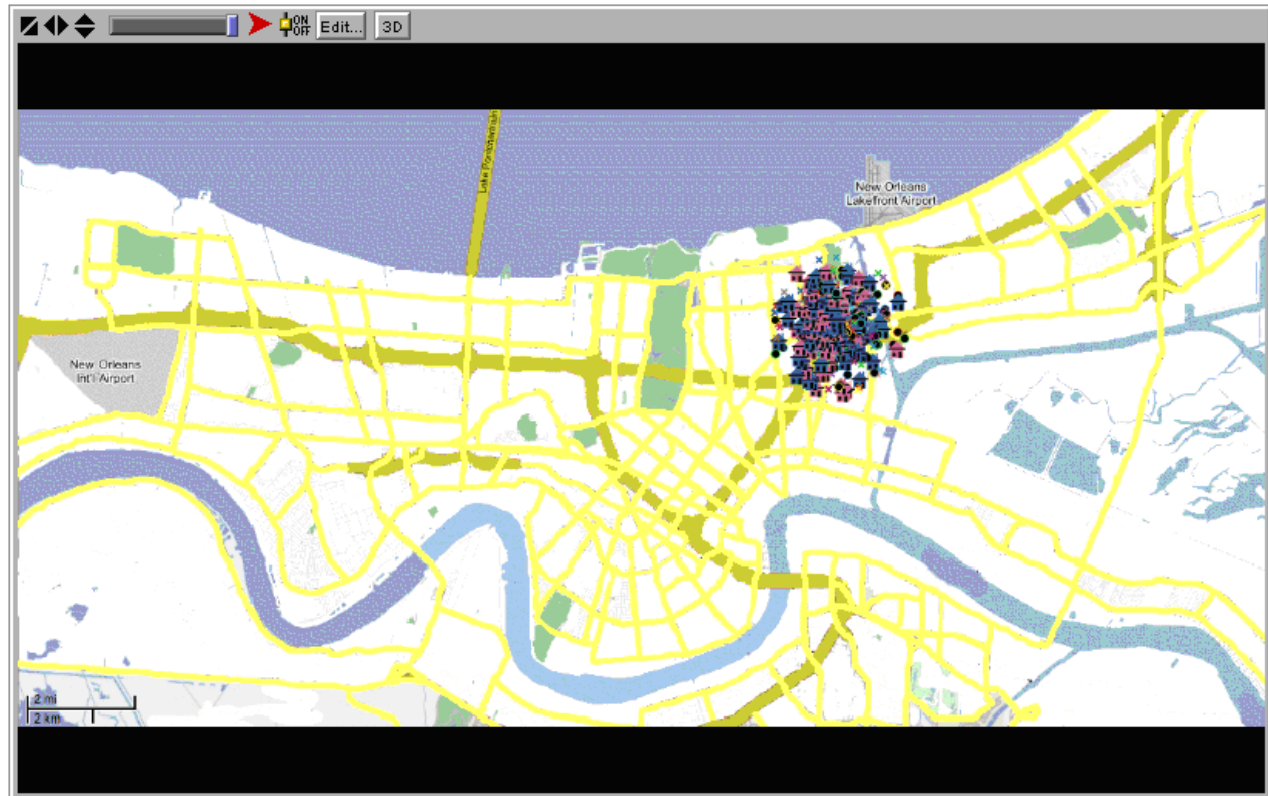 ON
OFF
Edit...
3D
Lake Pontchartrain
New Orleans
Lakefront Airport
New Orleans
Int'l Airport
2 mi
2 km